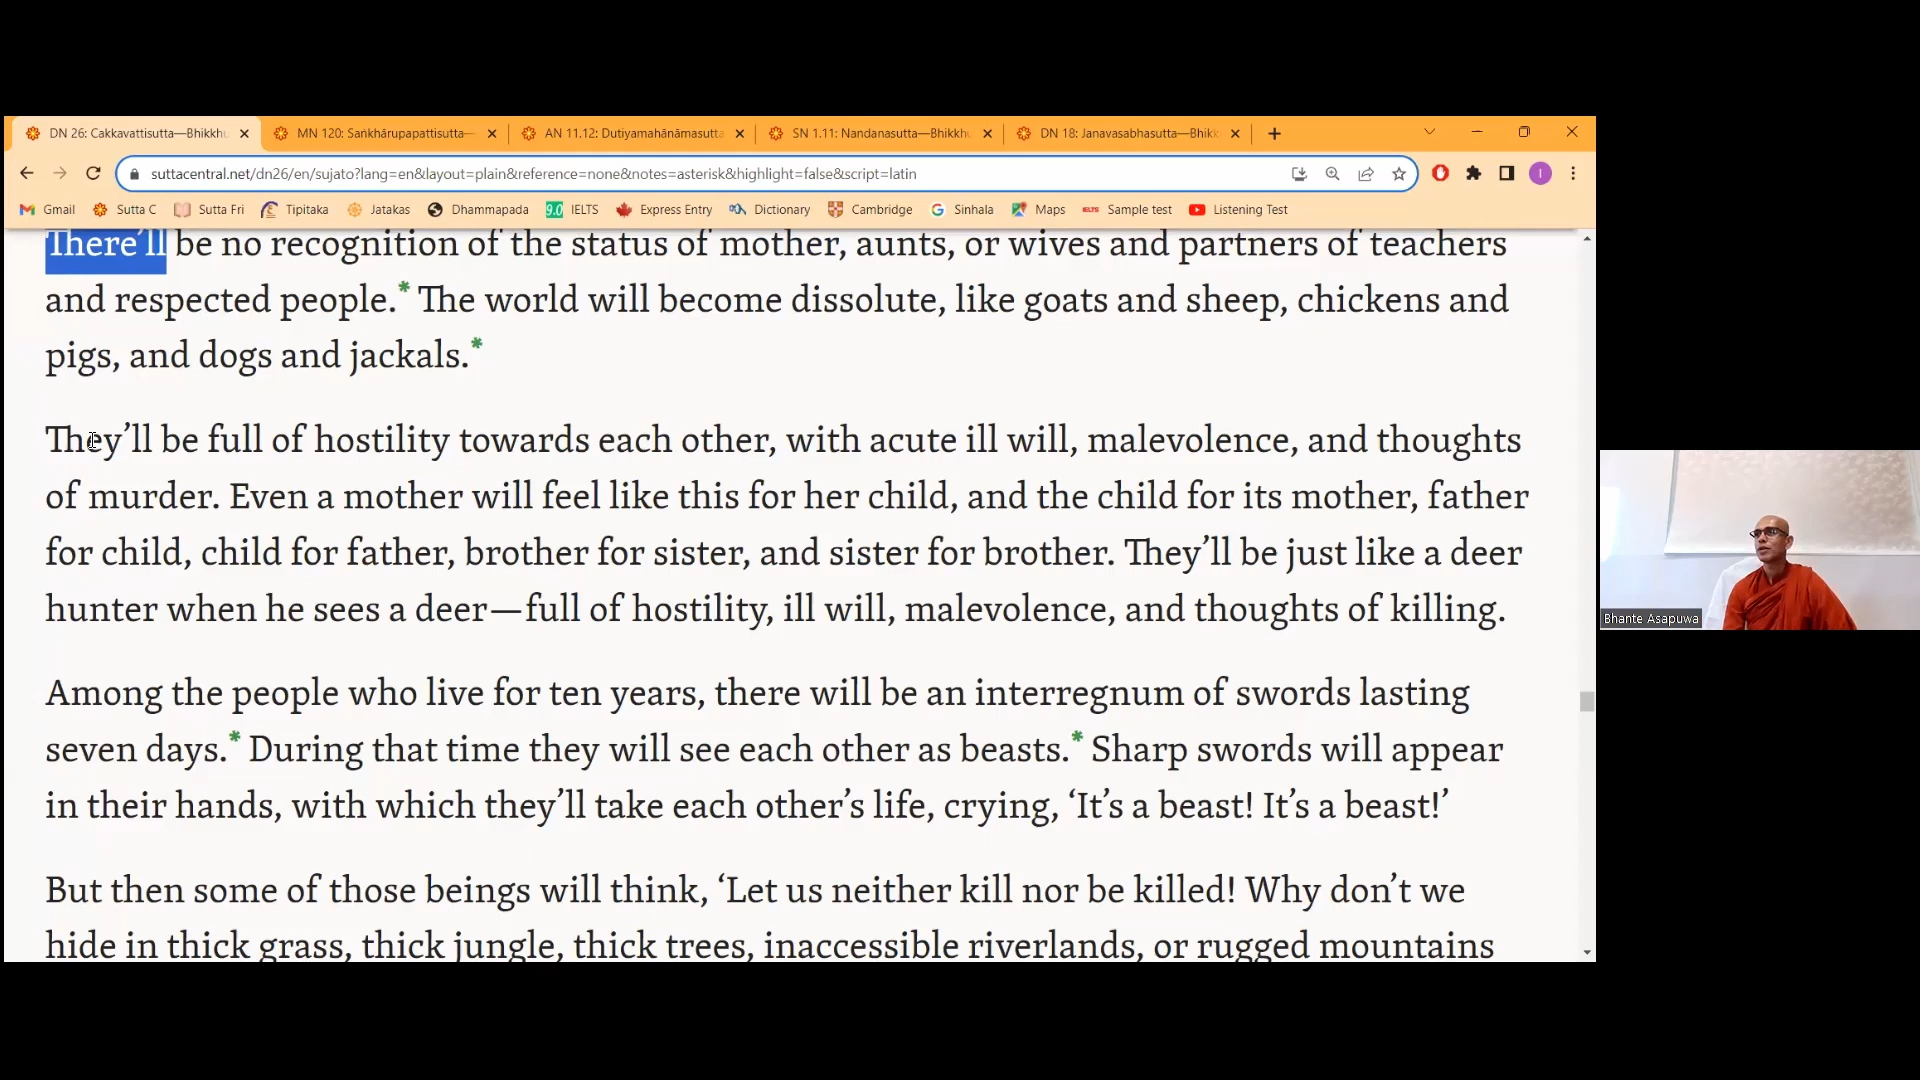 DN 26: Cakkavattisutta—Bhikkhu
MN 120: Saṅkhārupapattisutta—
AN 11.12: Dutiyamahānāmasutta
SN 1.11: Nandanasutta—Bhikkhu
DN 18: Janavasabhasutta—Bhikk
suttacentral.net/dn26/en/sujato?lang=en&layout=plain&reference=none&notes=asterisk&highlight=false&script=latin
I
Gmail Sutta C Sutta Fri Tipitaka Jatakas Dhammapada 9.0 IELTS Express Entry Dictionary Cambridge Sinhala Maps IELTS Sample test Listening Test
There’ll be no recognition of the status of mother, aunts, or wives and partners of teachers
and respected people.* The world will become dissolute, like goats and sheep, chickens and
pigs, and dogs and jackals.*
They’ll be full of hostility towards each other, with acute ill will, malevolence, and thoughts
of murder. Even a mother will feel like this for her child, and the child for its mother, father
for child, child for father, brother for sister, and sister for brother. They’ll be just like a deer
hunter when he sees a deer—full of hostility, ill will, malevolence, and thoughts of killing.
Among the people who live for ten years, there will be an interregnum of swords lasting
seven days.* During that time they will see each other as beasts.* Sharp swords will appear
in their hands, with which they’ll take each other’s life, crying, ‘It’s a beast! It’s a beast!’
But then some of those beings will think, ‘Let us neither kill nor be killed! Why don’t we
hide in thick grass, thick jungle, thick trees, inaccessible riverlands, or rugged mountains
Bhante Asapuwa